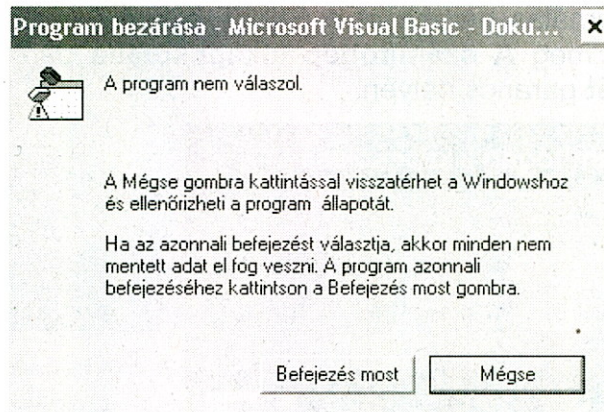 Program bezárása - Microsoft Visual Basic - Doku...
A program nem válaszol.
A Mégse gombra kattintással visszatérhet a Windowshoz
és ellenőrizheti a program állapotát.
Ha az azonnali befejezést választja, akkor minden nem
mentett adat el fog veszni. A program azonnali
befejezéséhez kattintson a Befejezés most gombra.
Befejezés most
Mégse